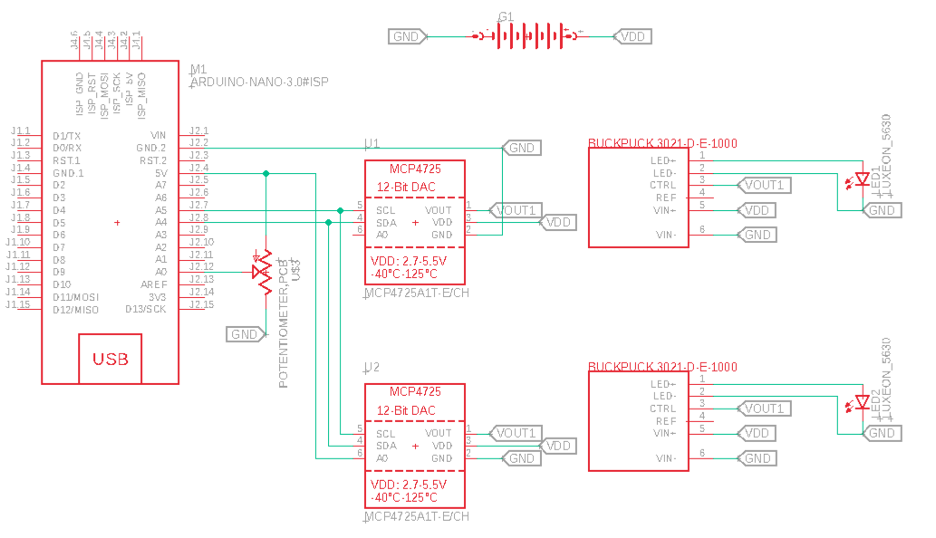 G1
GND
VDD
J4.6
J4.5
J4.4
J4.3
J4.2
J4.1
M1
ARDUINO-NANO-3.0#ISP
ISP_GND
ISP_RST
ISP_MOSI
ISP_SCK
ISP_5V
ISP_MISO
J1.1 D1/TX VIN J2.1
J1.2 D0/RX GND.2 J2.2
J1.3 RST.1 RST.2 J2.3
J1.4 GND.1 5V J2.4
J1.5 D2 A7 J2.5
J1.6 D3 A6 J2.6
J1.7 D4 A5 J2.7
J1.8 D5 A4 J2.8
J1.9 D6 A3 J2.9
J1.10 D7 A2 J2.10
J1.11 D8 A1 J2.11
J1.12 D9 A0 J2.12
J1.13 D10 AREF J2.13
J1.14 D11/MOSI 3V3 J2.14
J1.15 D12/MISO D13/SCK J2.15
USB
POTENTIOMETER_PCB
U$3
GND
U1
GND
MCP4725
12-Bit DAC
5 SCL VOUT 1 VOUT1
4 SDA VDD 3 VDD
6 A0 GND 2
VDD: 2.7-5.5V
-40°C-125°C
MCP4725A1T-E/CH
BUCKPUCK 3021-D-E-1000
LED+ 1
LED- 2
CTRL 3 VOUT1
REF 4
VIN+ 5 VDD
VIN- 6 GND
LED1
LUXEON_5630
GND
U2
MCP4725
12-Bit DAC
5 SCL VOUT 1 VOUT1
4 SDA VDD 3 VDD
6 A0 GND 2 GND
VDD: 2.7-5.5V
-40°C-125°C
MCP4725A1T-E/CH
BUCKPUCK 3021-D-E-1000
LED+ 1
LED- 2
CTRL 3 VOUT1
REF 4
VIN+ 5 VDD
VIN- 6 GND
LED2
LUXEON_5630
GND